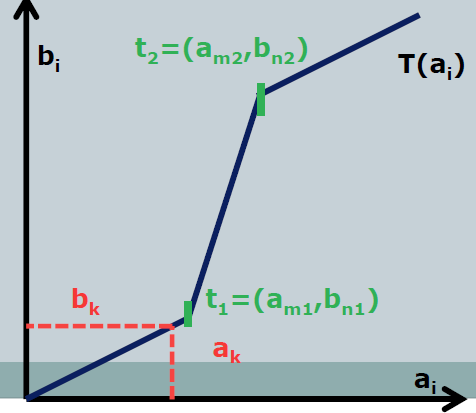 t₂=(aₘ₂,bₙ₂)
bᵢ
T(aᵢ)
bₖ
t₁=(aₘ₁,bₙ₁)
aₖ
aᵢ